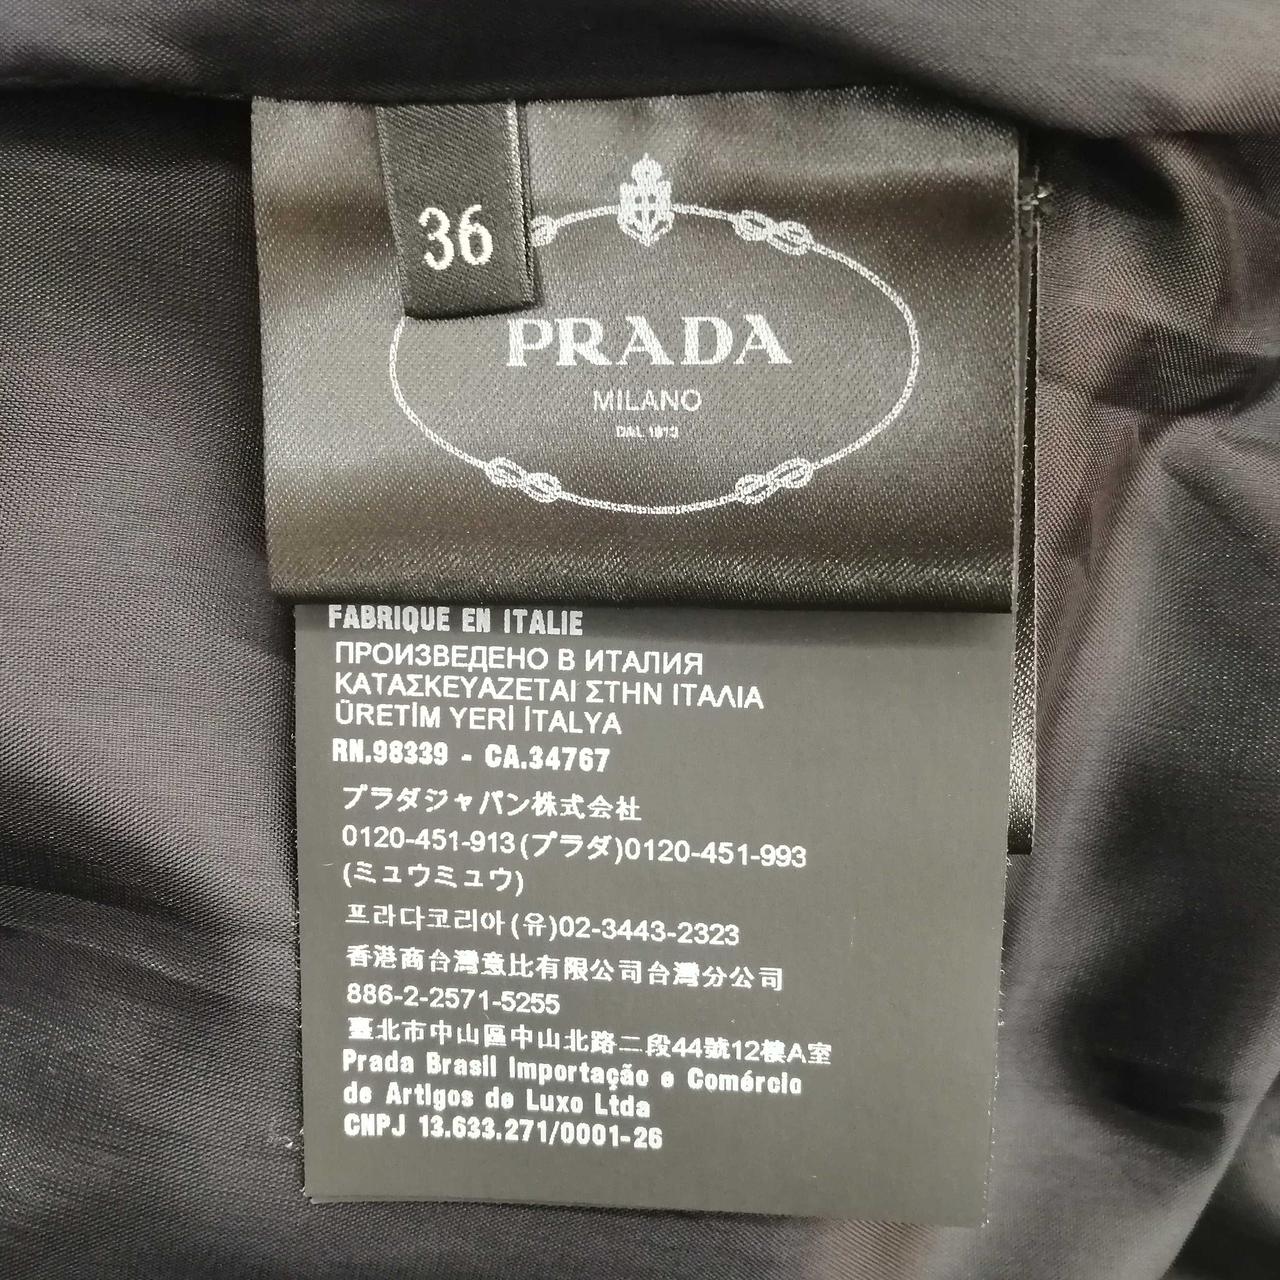 36
PRADA
MILANO
DAL 1913
FABRIQUE EN ITALIE
ПРОИЗВЕДЕНО В ИТАЛИЯ
ΚΑΤΑΣΚΕΥΑΖΕΤΑΙ ΣΤΗΝ ΙΤΑΛΙΑ
ÜRETİM YERİ İTALYA
RN.98339 - CA.34767
プラダジャパン株式会社
0120-451-913(プラダ)0120-451-993
(ミュウミュウ)
프라다코리아(유)02-3443-2323
香港商台灣意比有限公司台灣分公司
886-2-2571-5255
臺北市中山區中山北路二段44號12樓A室
Prada Brasil Importação e Comércio
de Artigos de Luxo Ltda
CNPJ 13.633.271/0001-26